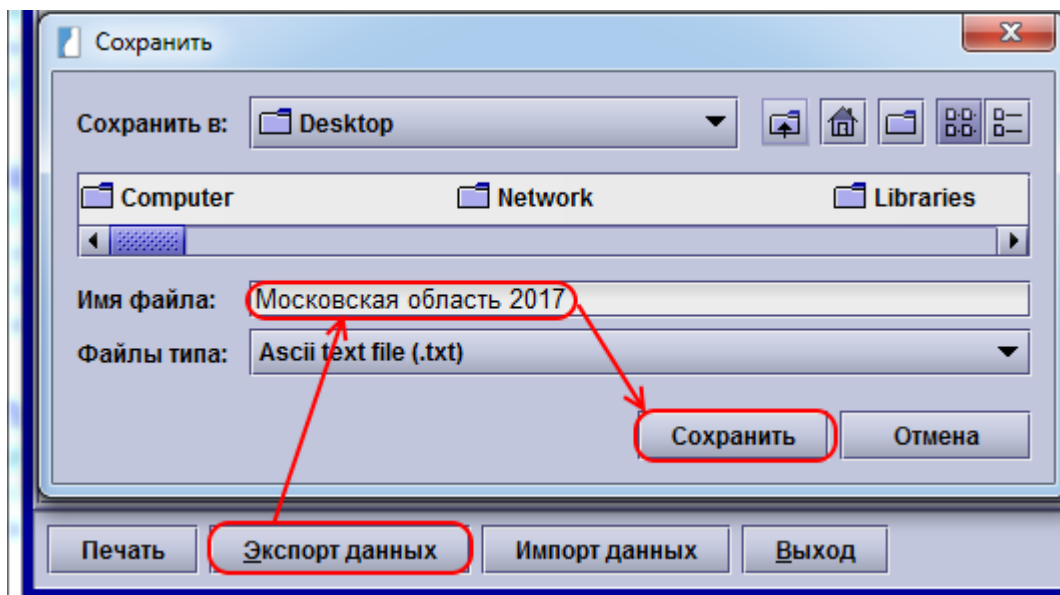 Сохранить
Сохранить в: Desktop
Computer Network Libraries
Имя файла: Московская область 2017
Файлы типа: Ascii text file (.txt)
Сохранить Отмена
Печать Экспорт данных Импорт данных Выход